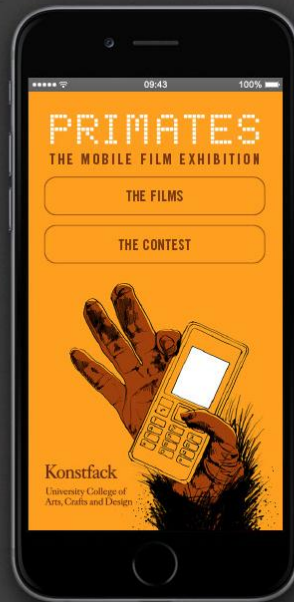 09:43
100%
PRIMATES
THE MOBILE FILM EXHIBITION
THE FILMS
THE CONTEST
Konstfack
University College of
Arts, Crafts and Design